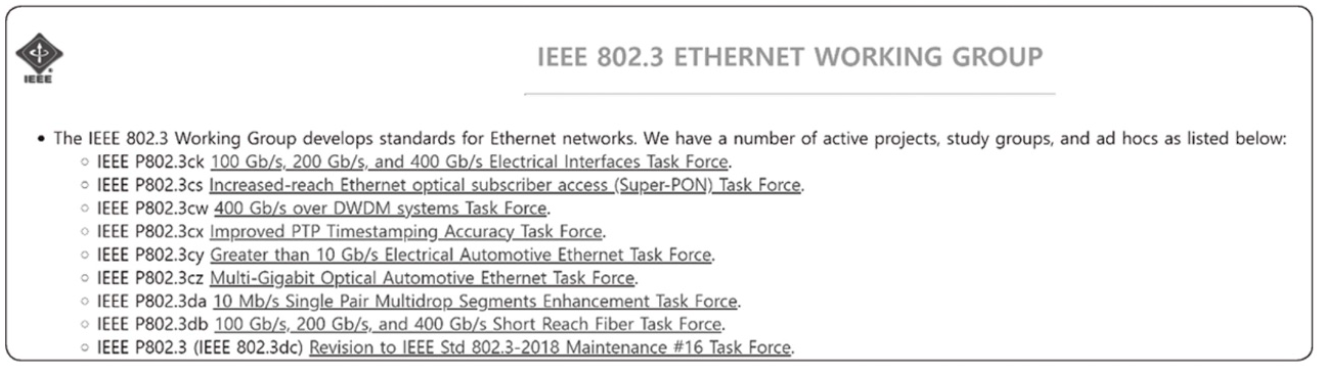 IEEE
IEEE 802.3 ETHERNET WORKING GROUP
• The IEEE 802.3 Working Group develops standards for Ethernet networks. We have a number of active projects, study groups, and ad hocs as listed below:
○ IEEE P802.3ck 100 Gb/s, 200 Gb/s, and 400 Gb/s Electrical Interfaces Task Force.
○ IEEE P802.3cs Increased-reach Ethernet optical subscriber access (Super-PON) Task Force.
○ IEEE P802.3cw 400 Gb/s over DWDM systems Task Force.
○ IEEE P802.3cx Improved PTP Timestamping Accuracy Task Force.
○ IEEE P802.3cy Greater than 10 Gb/s Electrical Automotive Ethernet Task Force.
○ IEEE P802.3cz Multi-Gigabit Optical Automotive Ethernet Task Force.
○ IEEE P802.3da 10 Mb/s Single Pair Multidrop Segments Enhancement Task Force.
○ IEEE P802.3db 100 Gb/s, 200 Gb/s, and 400 Gb/s Short Reach Fiber Task Force.
○ IEEE P802.3 (IEEE 802.3dc) Revision to IEEE Std 802.3-2018 Maintenance #16 Task Force.